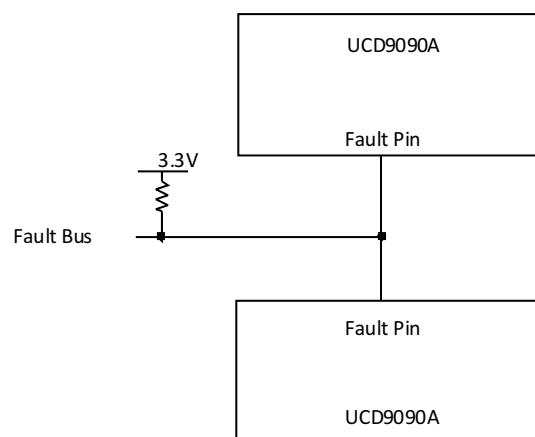 UCD9090A
Fault Pin
3.3V
Fault Bus
Fault Pin
UCD9090A